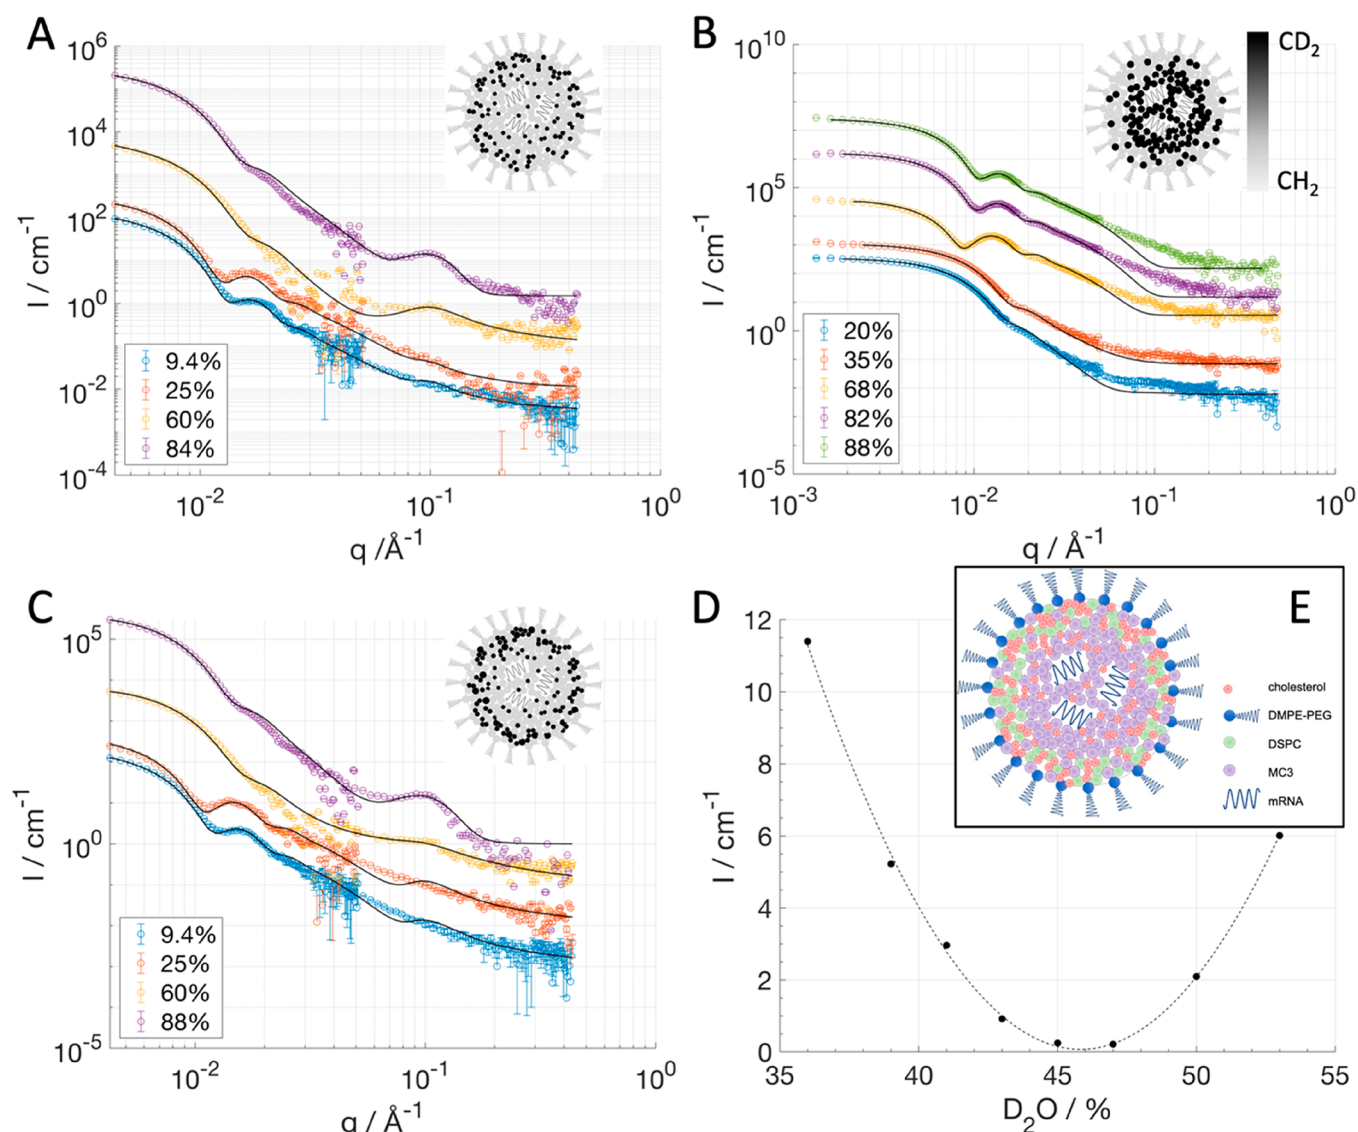 A
10^6
10^4
10^2
10^0
10^-2
10^-4
I / cm^-1
9.4%
25%
60%
84%
10^-2
10^-1
10^0
q /Å^-1
B
10^10
10^5
10^0
10^-5
I / cm^-1
CD_2
CH_2
20%
35%
68%
82%
88%
10^-3
10^-2
10^-1
10^0
q / Å^-1
C
10^5
10^0
10^-5
I / cm^-1
9.4%
25%
60%
88%
10^-2
10^-1
10^0
q / Å^-1
D
12
10
8
6
4
2
0
I / cm^-1
35
40
45
50
55
D_2O / %
E
cholesterol
DMPE-PEG
DSPC
MC3
mRNA